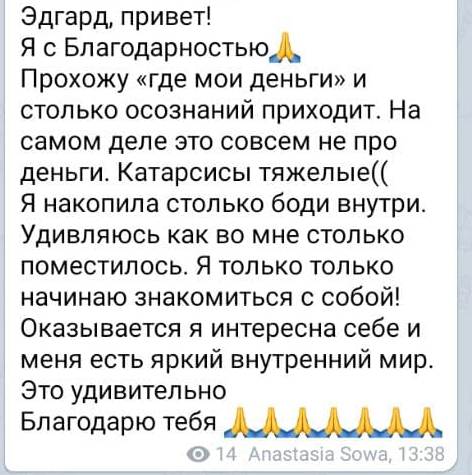 Эдгард, привет!
Я с Благодарностью🙏
Прохожу «где мои деньги» и
столько осознаний приходит. На
самом деле это совсем не про
деньги. Катарсисы тяжелые((
Я накопила столько боди внутри.
Удивляюсь как во мне столько
поместилось. Я только только
начинаю знакомиться с собой!
Оказывается я интересна себе и
меня есть яркий внутренний мир.
Это удивительно
Благодарю тебя 🙏🙏🙏🙏🙏🙏🙏
14 Anastasia Sowa, 13:38